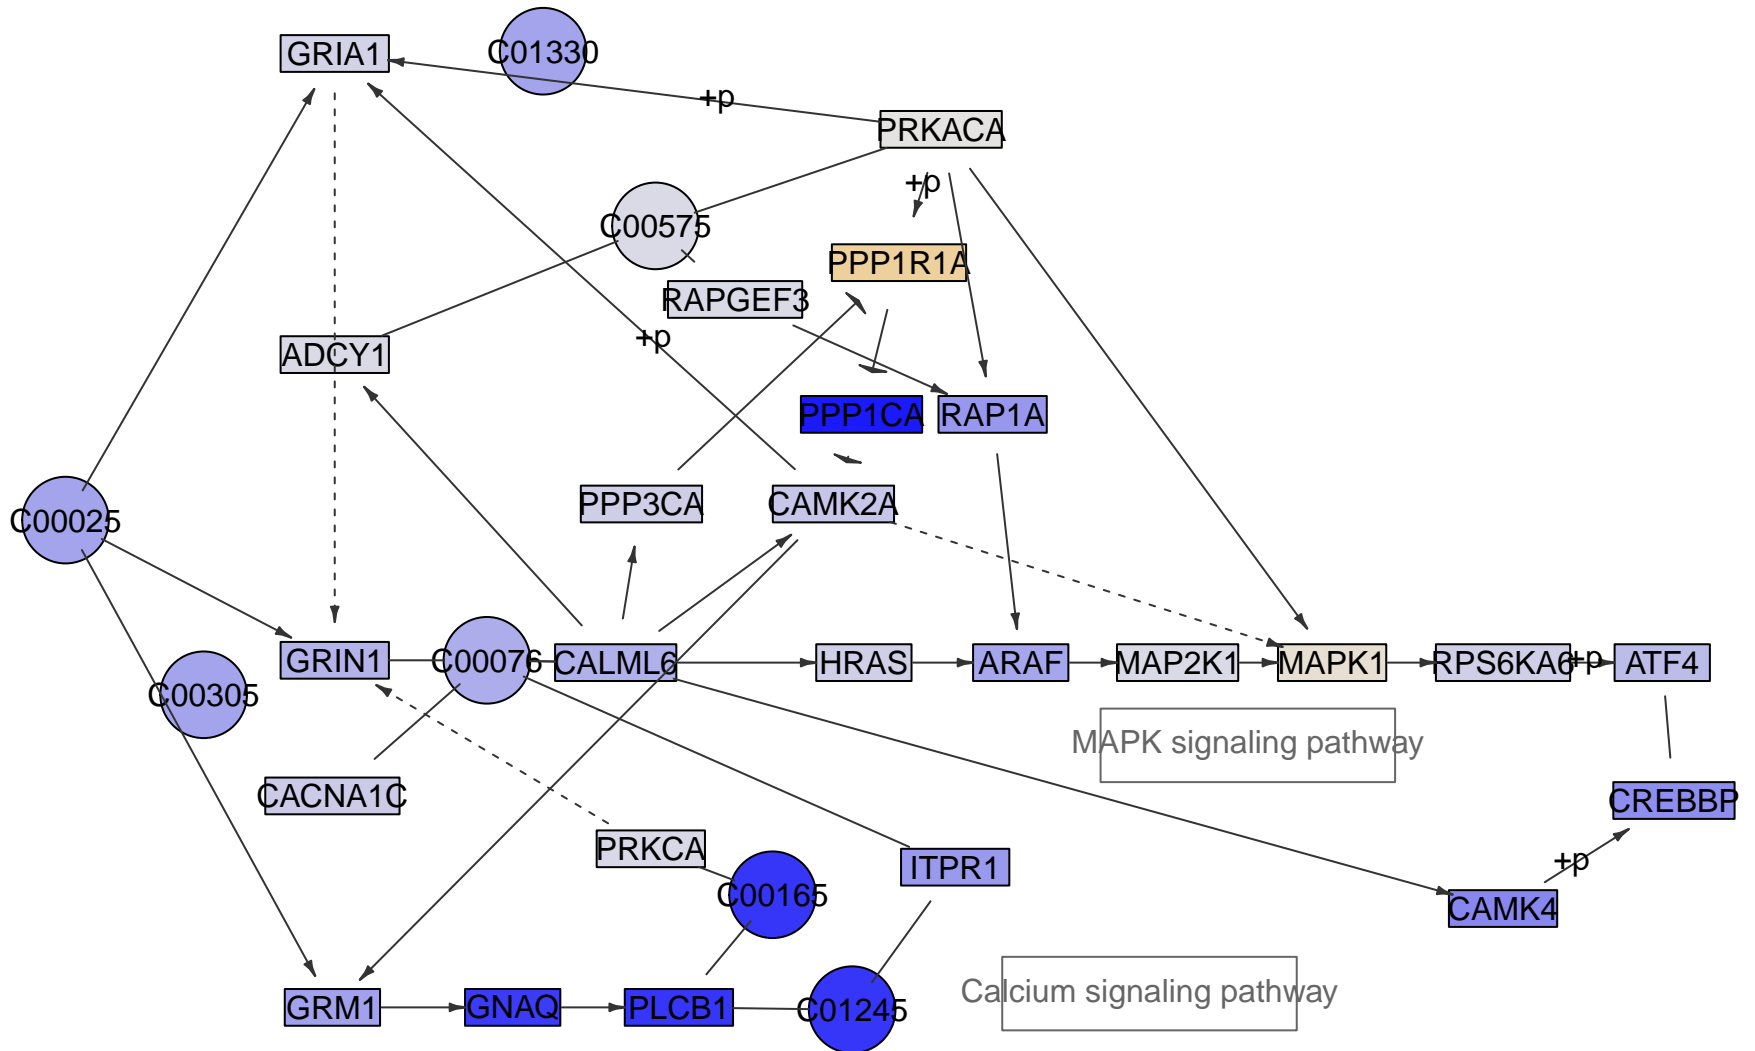 GRIA1
C01330
+p
PRKACA
+p
C00575
PPP1R1A
RAPGEF3
+p
ADCY1
PPP1CA
RAP1A
PPP3CA
CAMK2A
C00025
GRIN1
C00076
CALML6
HRAS
ARAF
MAP2K1
MAPK1
RPS6KA6
+p
ATF4
C00305
MAPK signaling pathway
CACNA1C
CREBBP
PRKCA
ITPR1
+p
C00165
CAMK4
Calcium signaling pathway
GRM1
GNAQ
PLCB1
C01245